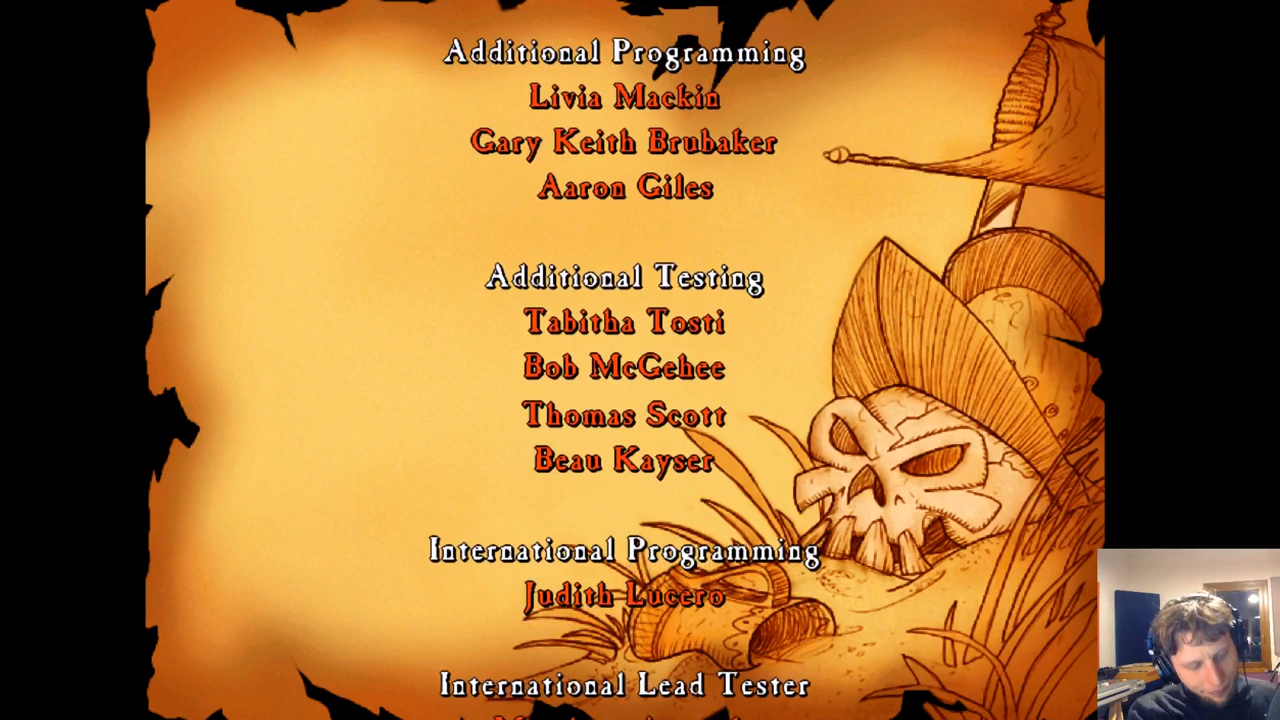 Additional Programming
Livia Mackin
Gary Keith Brubaker
Aaron Giles
Additional Testing
Tabitha Tosti
Bob McGehee
Thomas Scott
Beau Kayser
International Programming
Judith Lucero
International Lead Tester